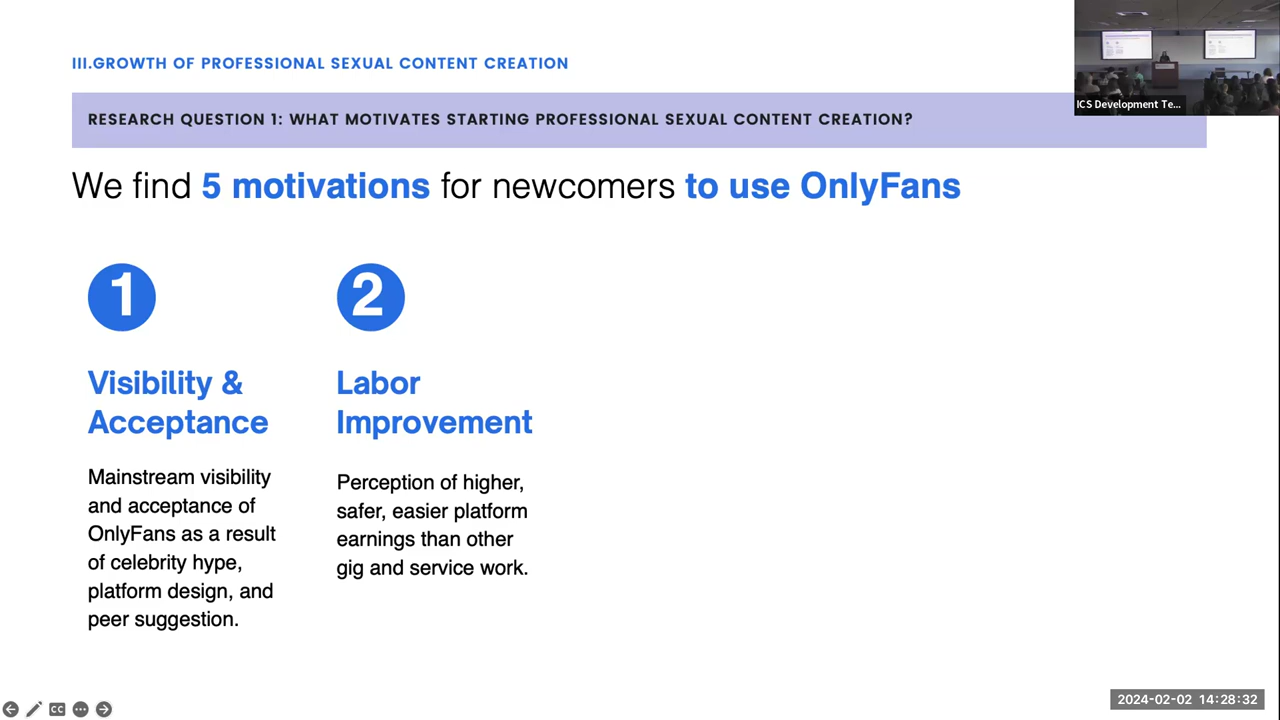 III.GROWTH OF PROFESSIONAL SEXUAL CONTENT CREATION
RESEARCH QUESTION 1: WHAT MOTIVATES STARTING PROFESSIONAL SEXUAL CONTENT CREATION?
We find 5 motivations for newcomers to use OnlyFans
1
Visibility &
Acceptance
Mainstream visibility
and acceptance of
OnlyFans as a result
of celebrity hype,
platform design, and
peer suggestion.
2
Labor
Improvement
Perception of higher,
safer, easier platform
earnings than other
gig and service work.
ICS Development Te...
CC
2024-02-02 14:28:32